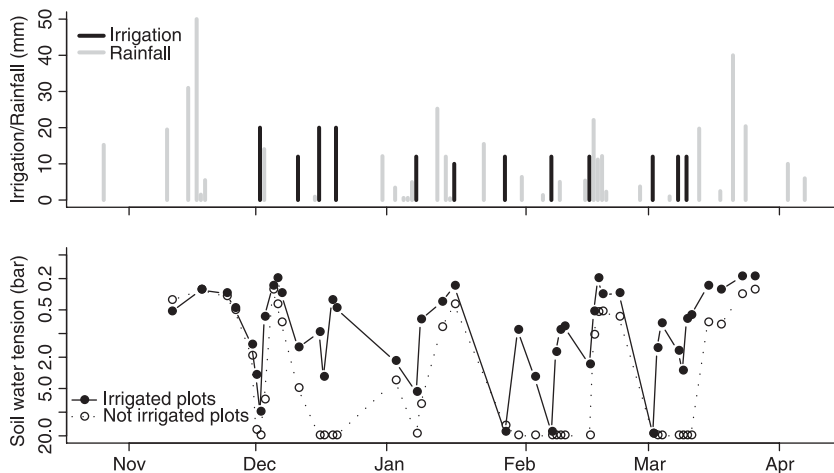 Irrigation/Rainfall (mm)
50
40
30
20
10
0
Irrigation
Rainfall
Soil water tension (bar)
0.2
0.5
2.0
5.0
20.0
Irrigated plots
Not irrigated plots
Nov Dec Jan Feb Mar Apr